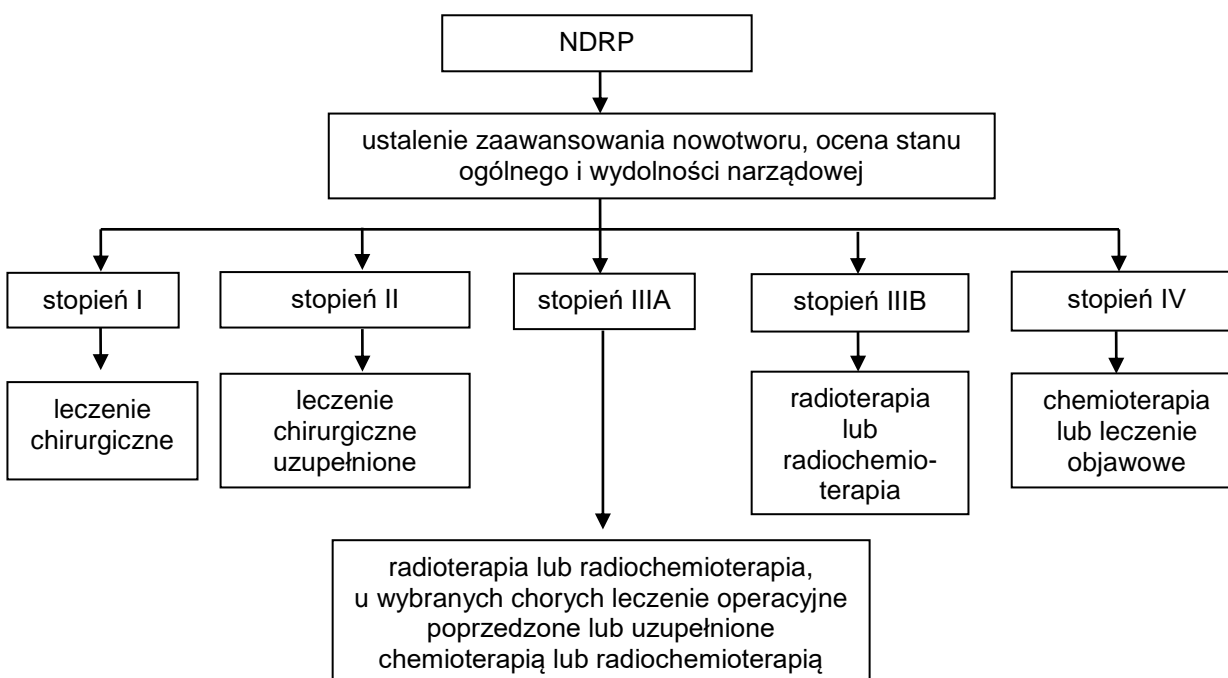 NDRP
ustalenie zaawansowania nowotworu, ocena stanu
ogólnego i wydolności narządowej
stopień I
stopień II
stopień IIIA
stopień IIIB
stopień IV
leczenie
chirurgiczne
leczenie
chirurgiczne
uzupełnione
radioterapia
lub
radiochemio-
terapia
chemioterapia
lub leczenie
objawowe
radioterapia lub radiochemioterapia,
u wybranych chorych leczenie operacyjne
poprzedzone lub uzupełnione
chemioterapią lub radiochemioterapią